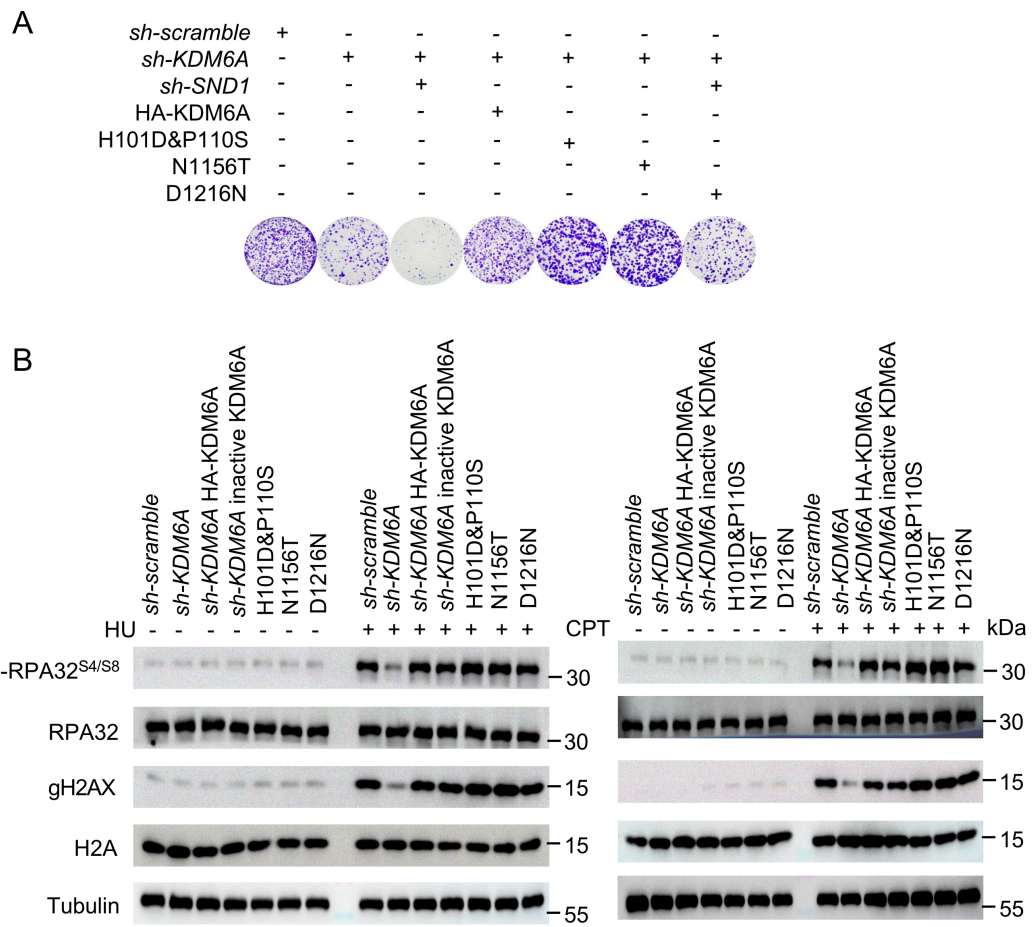 A
sh-scramble + - - - - - -
sh-KDM6A - + + + + + +
sh-SND1 - - + - - - +
HA-KDM6A - - - + - - -
H101D&P110S - - - - + - -
N1156T - - - - - + -
D1216N - - - - - - +
B
sh-scramble
sh-KDM6A
sh-KDM6A HA-KDM6A
sh-KDM6A inactive KDM6A
H101D&P110S
N1156T
D1216N
sh-scramble
sh-KDM6A
sh-KDM6A HA-KDM6A
sh-KDM6A inactive KDM6A
H101D&P110S
N1156T
D1216N
sh-scramble
sh-KDM6A
sh-KDM6A HA-KDM6A
sh-KDM6A inactive KDM6A
H101D&P110S
N1156T
D1216N
sh-scramble
sh-KDM6A
sh-KDM6A HA-KDM6A
sh-KDM6A inactive KDM6A
H101D&P110S
N1156T
D1216N
HU - - - - - - - + + + + + + + CPT - - - - - - - + + + + + + + kDa
-RPA32S4/S8 30 30
RPA32 30 30
gH2AX 15 15
H2A 15 15
Tubulin 55 55